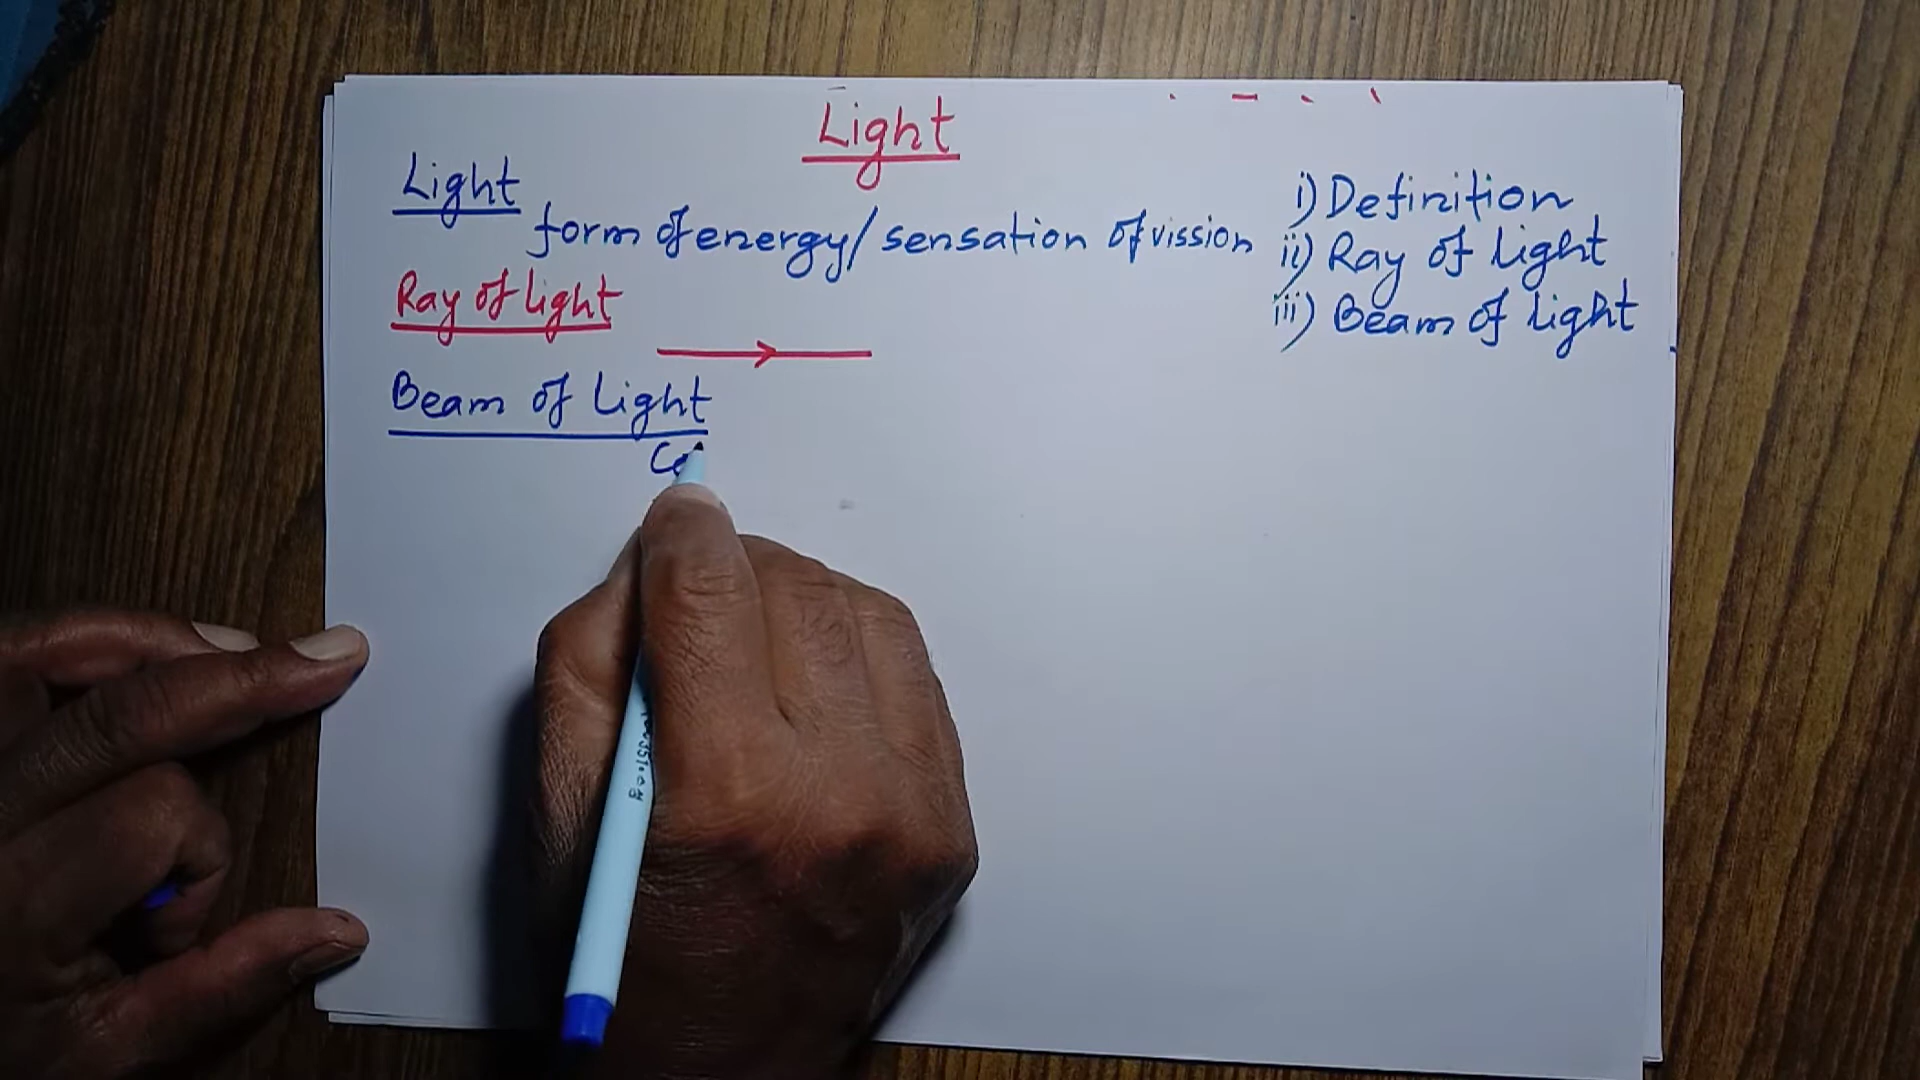 Light
Light
form of energy/ sensation of vission
Ray of light
Beam of Light
i) Definition
ii) Ray of light
iii) Beam of light